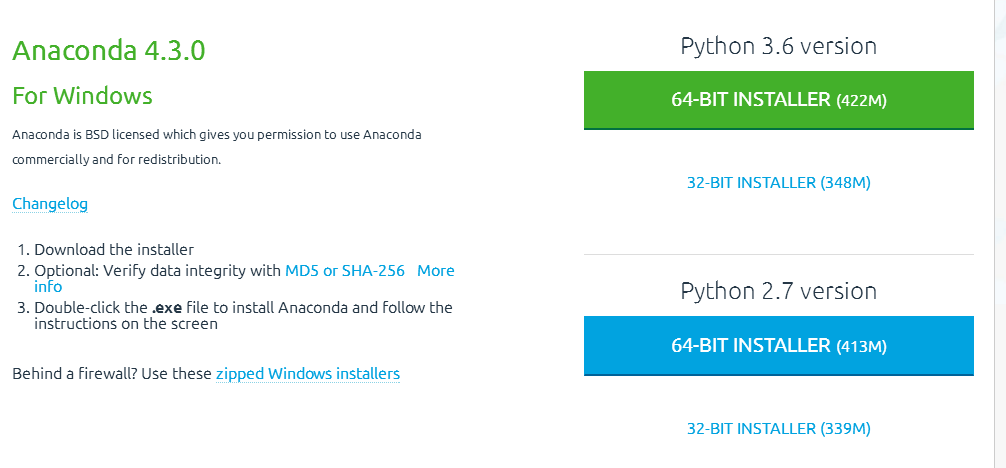 Anaconda 4.3.0
For Windows
Anaconda is BSD licensed which gives you permission to use Anaconda
commercially and for redistribution.
Changelog
1. Download the installer
2. Optional: Verify data integrity with MD5 or SHA-256 More
info
3. Double-click the .exe file to install Anaconda and follow the
instructions on the screen
Behind a firewall? Use these zipped Windows installers
Python 3.6 version
64-BIT INSTALLER (422M)
32-BIT INSTALLER (348M)
Python 2.7 version
64-BIT INSTALLER (413M)
32-BIT INSTALLER (339M)